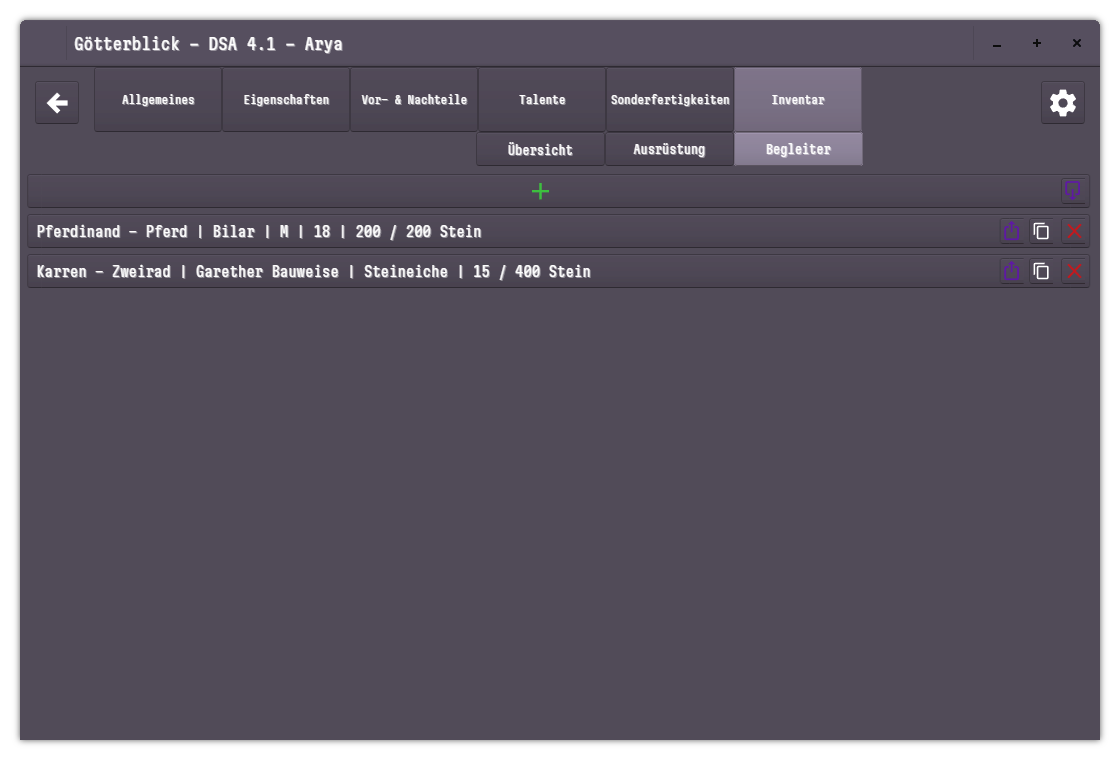 Götterblick – DSA 4.1 – Arya
Allgemeines Eigenschaften Vor- & Nachteile Talente Sonderfertigkeiten Inventar
Übersicht Ausrüstung Begleiter
Pferdinand – Pferd | Bilar | M | 18 | 200 / 200 Stein
Karren – Zweirad | Garether Bauweise | Steineiche | 15 / 400 Stein